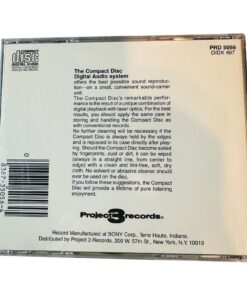 COMPACT
disc
DIGITAL AUDIO
PRD 5056
DIDX 497
The Compact Disc
Digital Audio system
offers the best possible sound reproduc-
tion—on a small, convenient sound-carrier
unit.
The Compact Disc's remarkable perform-
ance is the result of a unique combination of
digital playback with laser optics. For the
best results, you should apply the same care
in storing and handling the Compact Disc as
with conventional records.
No further cleaning will be necessary if the
Compact Disc is always held by the edges
and is replaced in its case directly after play-
ing. Should the Compact Disc become soiled
by fingerprints, dust or dirt, it can be wiped
(always in a straight line, from center to
edge) with a clean and lint-free, soft, dry
cloth. No solvent or abrasive cleaner should
ever be used on the disc.
If you follow these suggestions, the Compact
Disc will provide a lifetime of pure listening
enjoyment.
Project 3 records.
Record Manufactured at SONY Corp., Terre Haute, Indiana.
Distributed by Project 3 Records, 200 W. 57th St., New York, N.Y. 10019